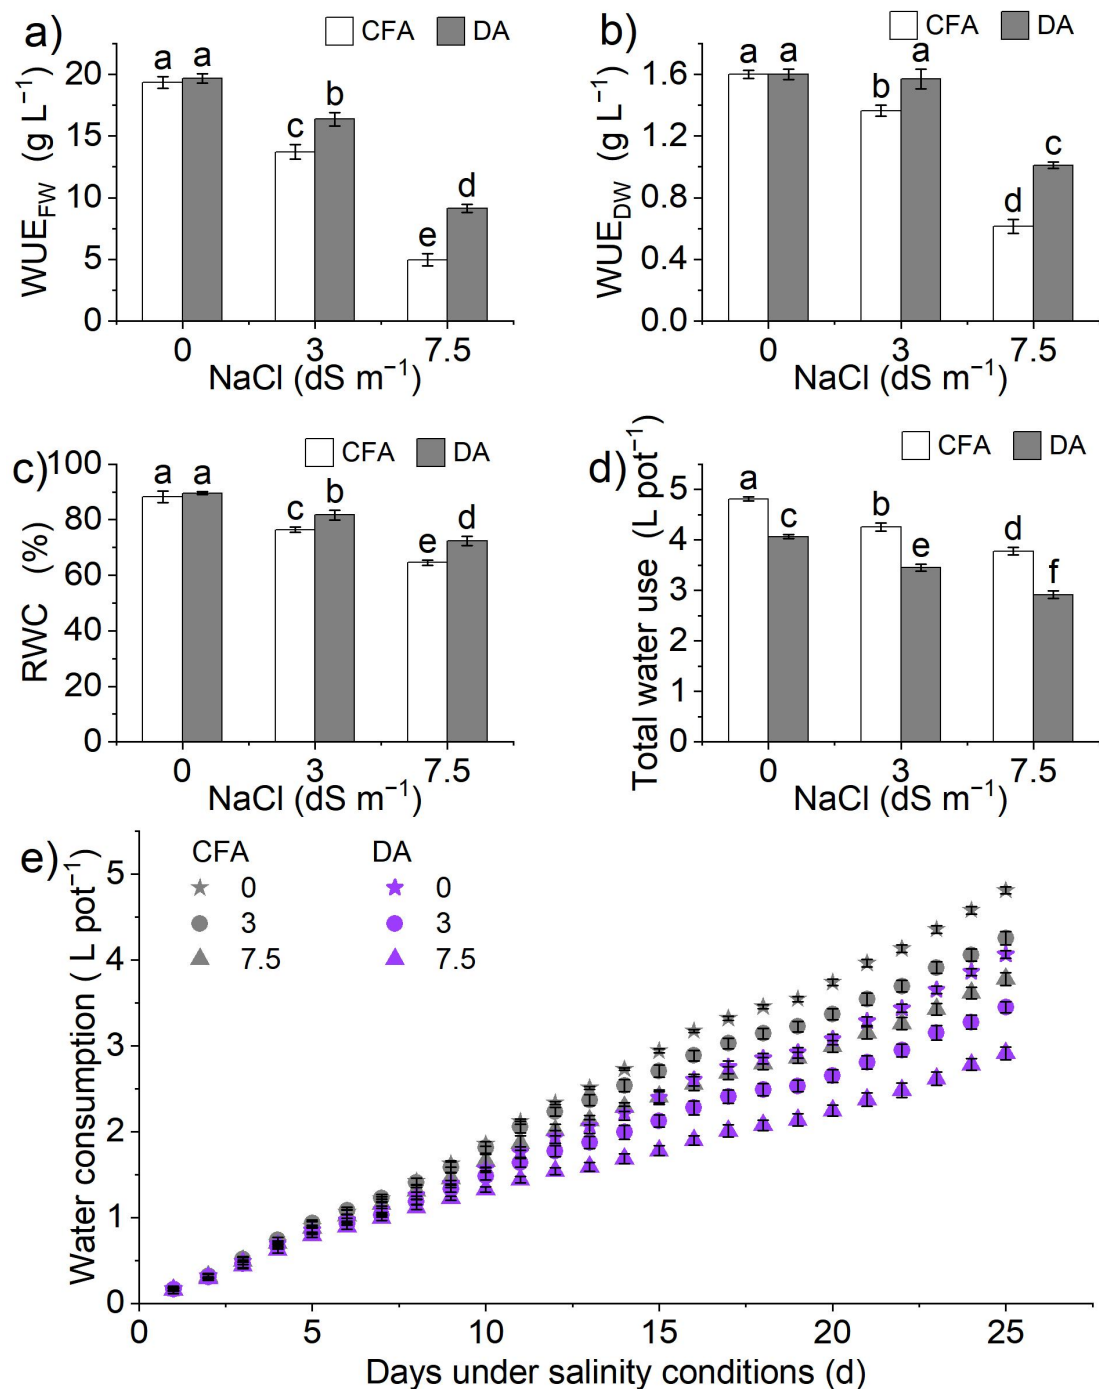 a)
CFA DA
WUE_FW (g L⁻¹)
20
15
10
5
0
a a
c b
e d
0 3 7.5
NaCl (dS m⁻¹)
b)
CFA DA
WUE_DW (g L⁻¹)
1.6
1.2
0.8
0.4
0.0
a a
b a
d c
0 3 7.5
NaCl (dS m⁻¹)
c)
CFA DA
RWC (%)
100
80
60
40
20
0
a a
c b
e d
0 3 7.5
NaCl (dS m⁻¹)
d)
CFA DA
Total water use (L pot⁻¹)
5
4
3
2
1
0
a c
b e
d f
0 3 7.5
NaCl (dS m⁻¹)
e)
CFA DA
0 0
3 3
7.5 7.5
Water consumption ( L pot⁻¹)
5
4
3
2
1
0
0 5 10 15 20 25
Days under salinity conditions (d)